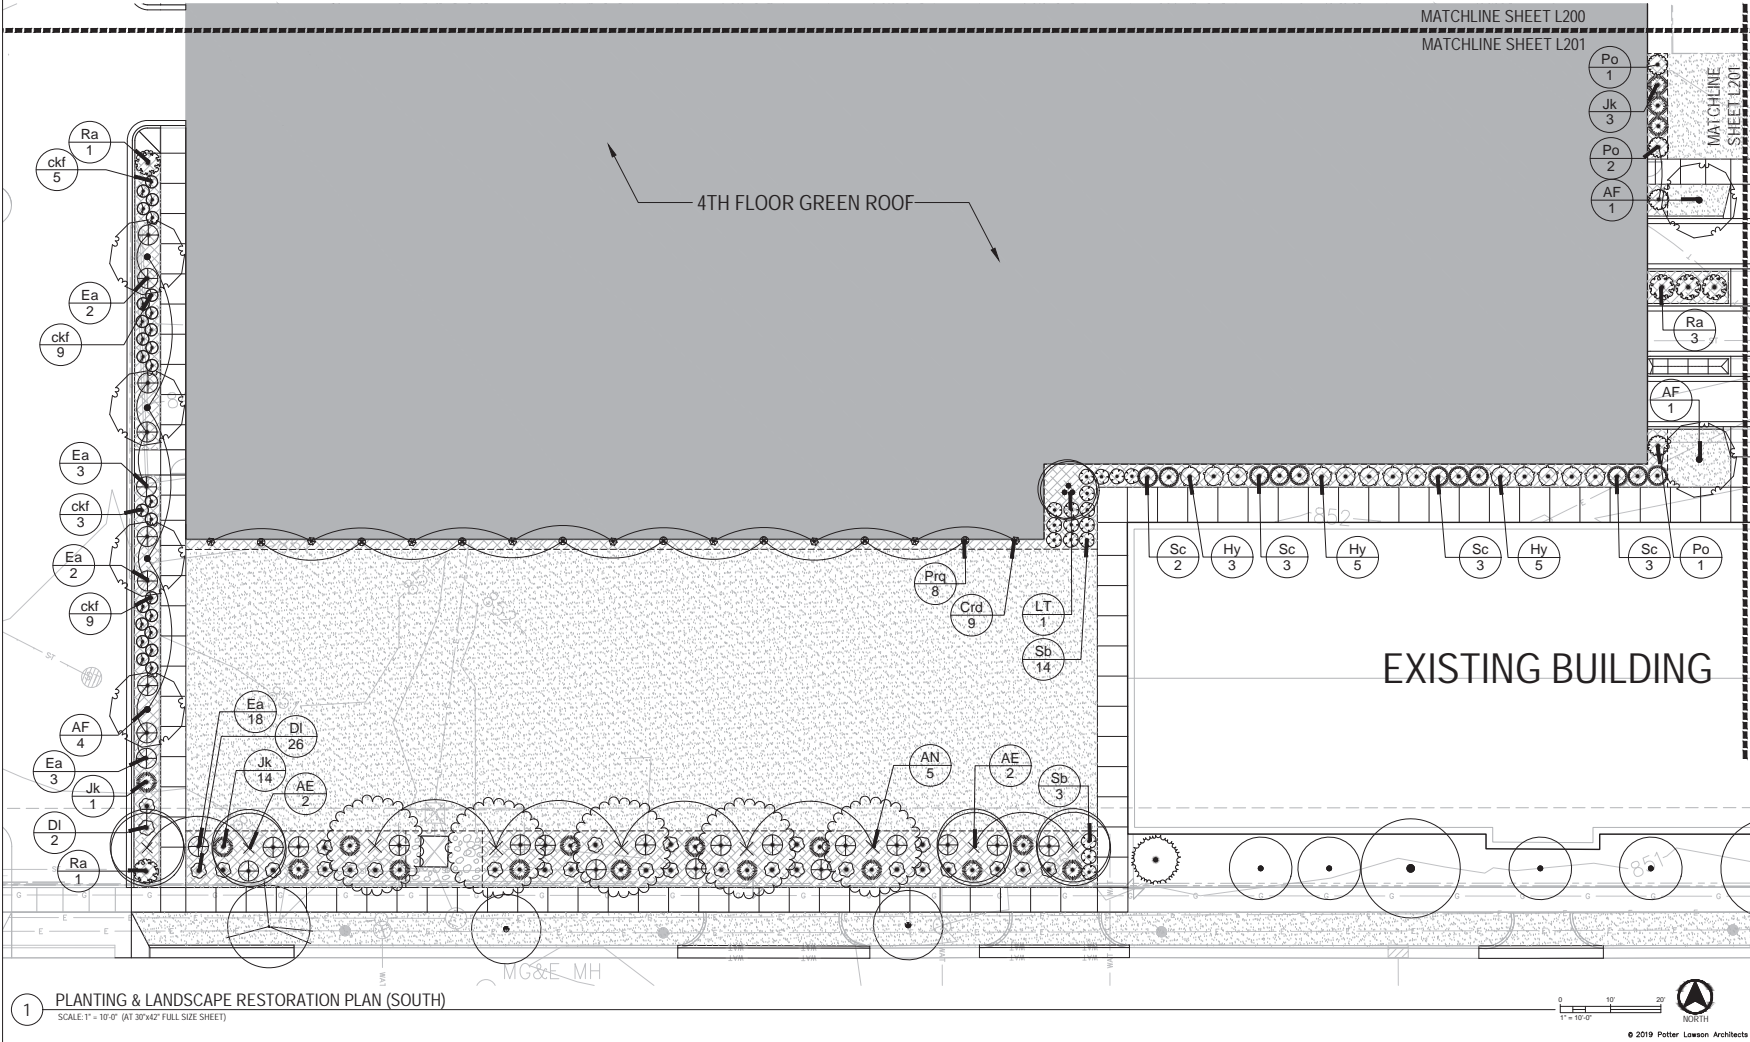 MATCHLINE SHEET L200
MATCHLINE SHEET L201
MATCHLINE
SHEET L201
Po
1
Jk
3
Po
2
AF
1
Ra
1
ckf
5
4TH FLOOR GREEN ROOF
Ea
2
ckf
9
Ra
3
ST
AF
1
Ea
3
ckf
3
Ea
2
ckf
9
852
E
Sc
2
Hy
3
Sc
3
Hy
5
Sc
3
Hy
5
Sc
3
Po
1
Prq
8
Crd
9
LT
1
Sb
14
ST
EXISTING BUILDING
AF
4
Ea
3
Jk
1
Dl
2
Ra
1
Ea
18
Dl
26
Jk
14
AE
2
AN
5
AE
2
Sb
3
851
G G G G G G G G G G
E E E E E E E E E E
WAT
MG&E MH
1
PLANTING & LANDSCAPE RESTORATION PLAN (SOUTH)
SCALE: 1" = 10'-0" (AT 30"x42" FULL SIZE SHEET)
0 10' 20'
1" = 10'-0"
NORTH
© 2019 Potter Lawson Architects